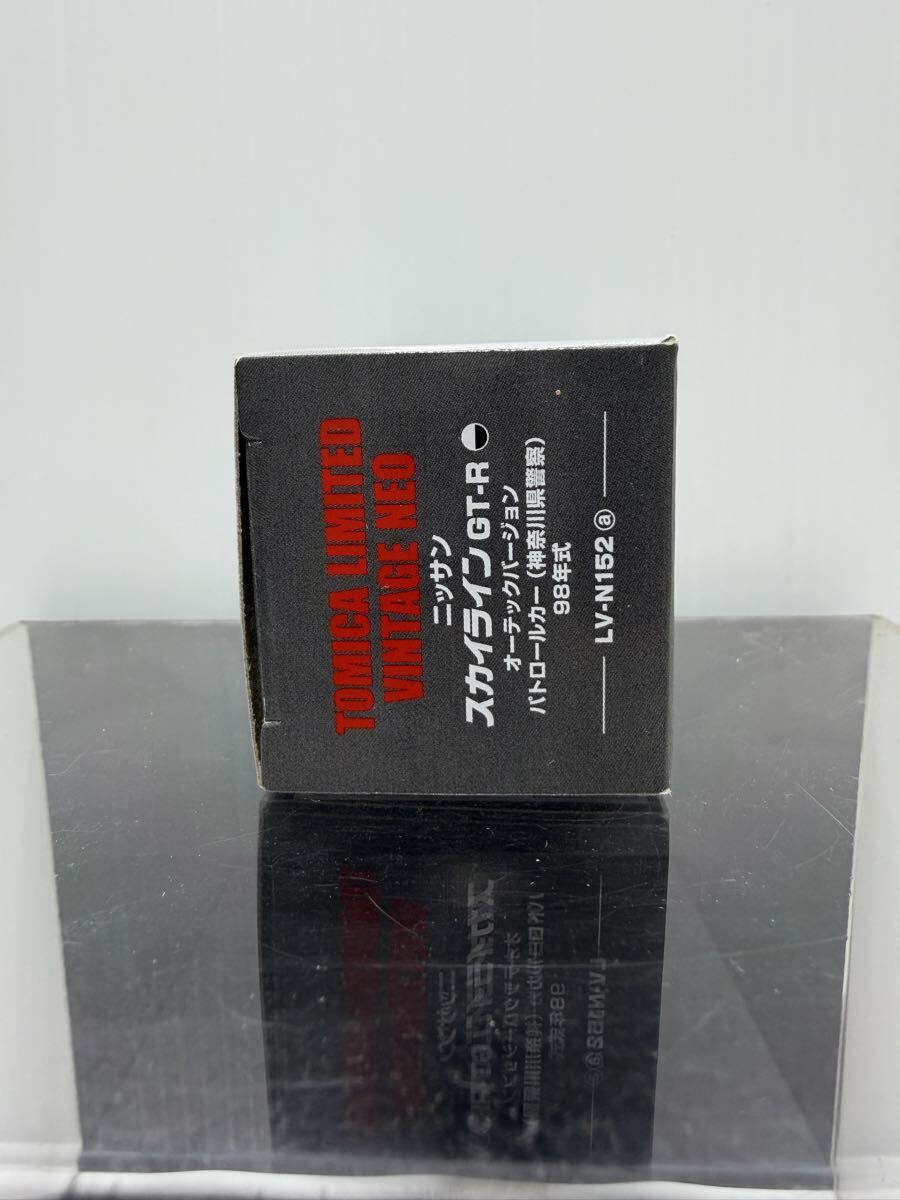 TOMICA LIMITED
VINTAGE NEO
ニッサン
スカイライン GT-R
オーテックバージョン
パトロールカー（神奈川県警察）
98年式
LV-N152 ⓐ